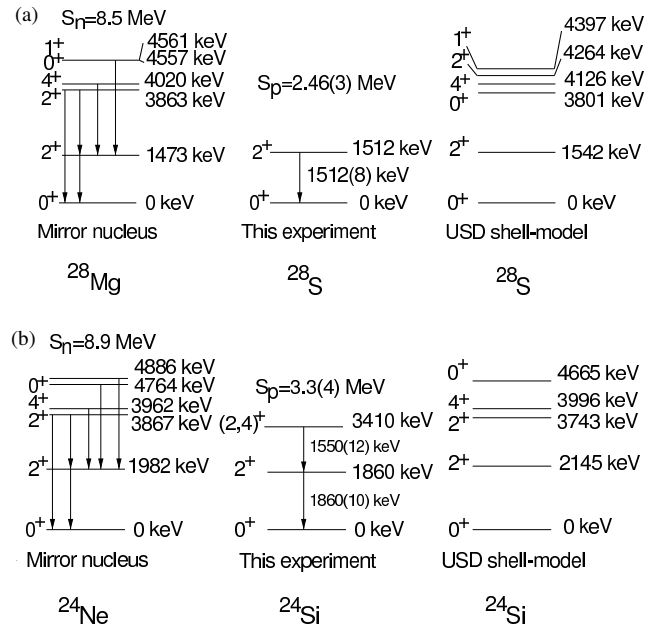 (a)
Sn=8.5 MeV
1+
4561 keV
0+
4557 keV
4+
4020 keV
2+
3863 keV
2+
1473 keV
0+
0 keV
Mirror nucleus
28Mg
Sp=2.46(3) MeV
2+
1512 keV
1512(8) keV
0+
0 keV
This experiment
28S
1+
4397 keV
2+
4264 keV
4+
4126 keV
0+
3801 keV
2+
1542 keV
0+
0 keV
USD shell-model
28S
(b)
Sn=8.9 MeV
4886 keV
0+
4764 keV
4+
3962 keV
2+
3867 keV
2+
1982 keV
0+
0 keV
Mirror nucleus
24Ne
Sp=3.3(4) MeV
(2,4)+
3410 keV
1550(12) keV
2+
1860 keV
1860(10) keV
0+
0 keV
This experiment
24Si
0+
4665 keV
4+
3996 keV
2+
3743 keV
2+
2145 keV
0+
0 keV
USD shell-model
24Si